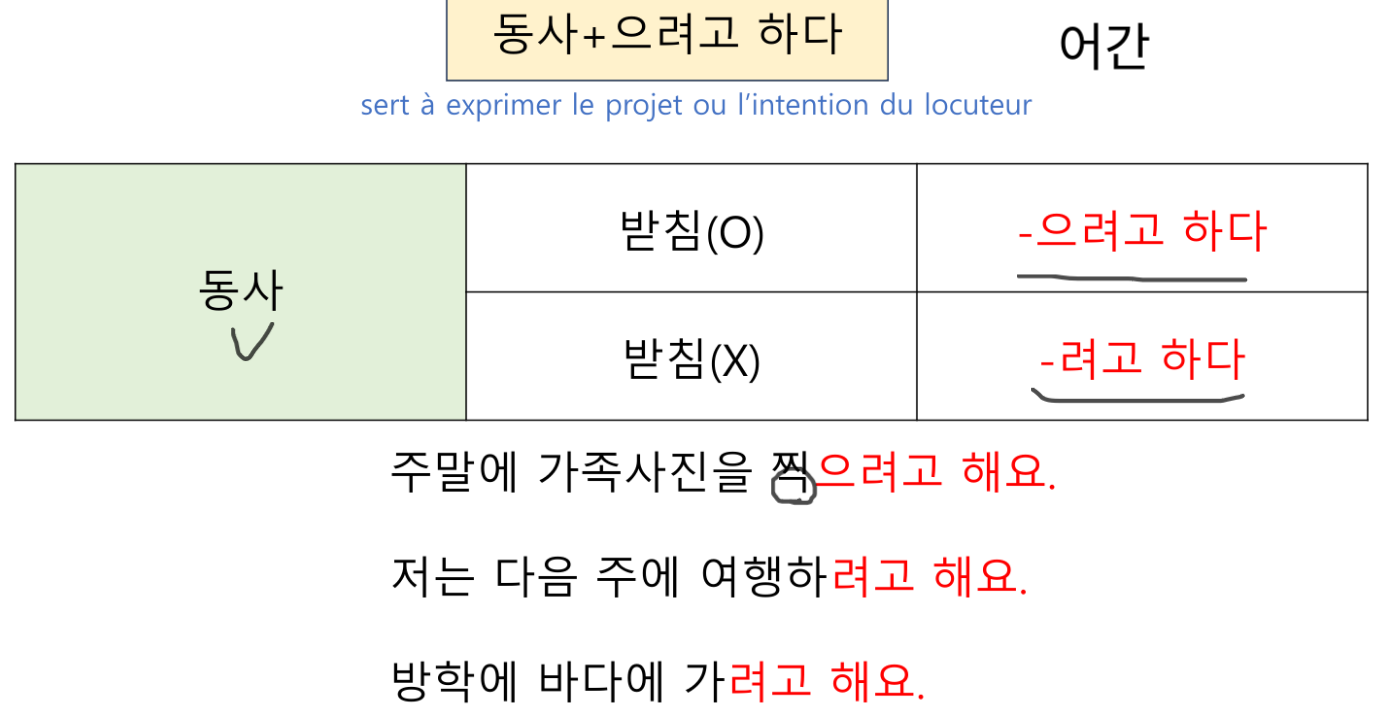 동사+으려고 하다
어간
sert à exprimer le projet ou l’intention du locuteur
동사
받침(O)
-으려고 하다
받침(X)
-려고 하다
주말에 가족사진을 찍으려고 해요.
저는 다음 주에 여행하려고 해요.
방학에 바다에 가려고 해요.